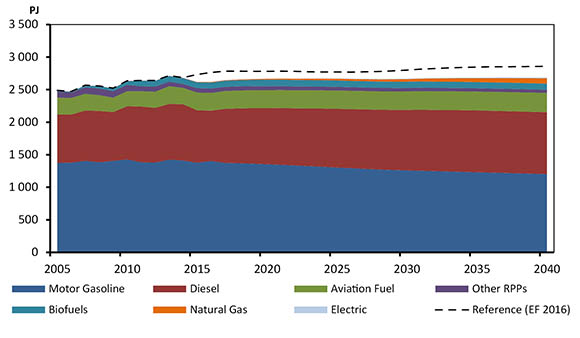 PJ
3 500
3 000
2 500
2 000
1 500
1 000
500
0
2005 2010 2015 2020 2025 2030 2035 2040
Motor Gasoline Diesel Aviation Fuel Other RPPs
Biofuels Natural Gas Electric Reference (EF 2016)